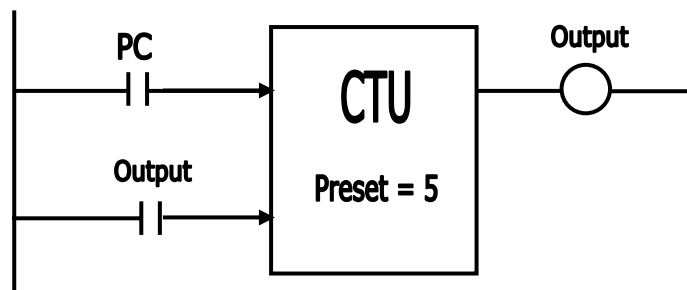 PC
Output
CTU
Output
Preset = 5